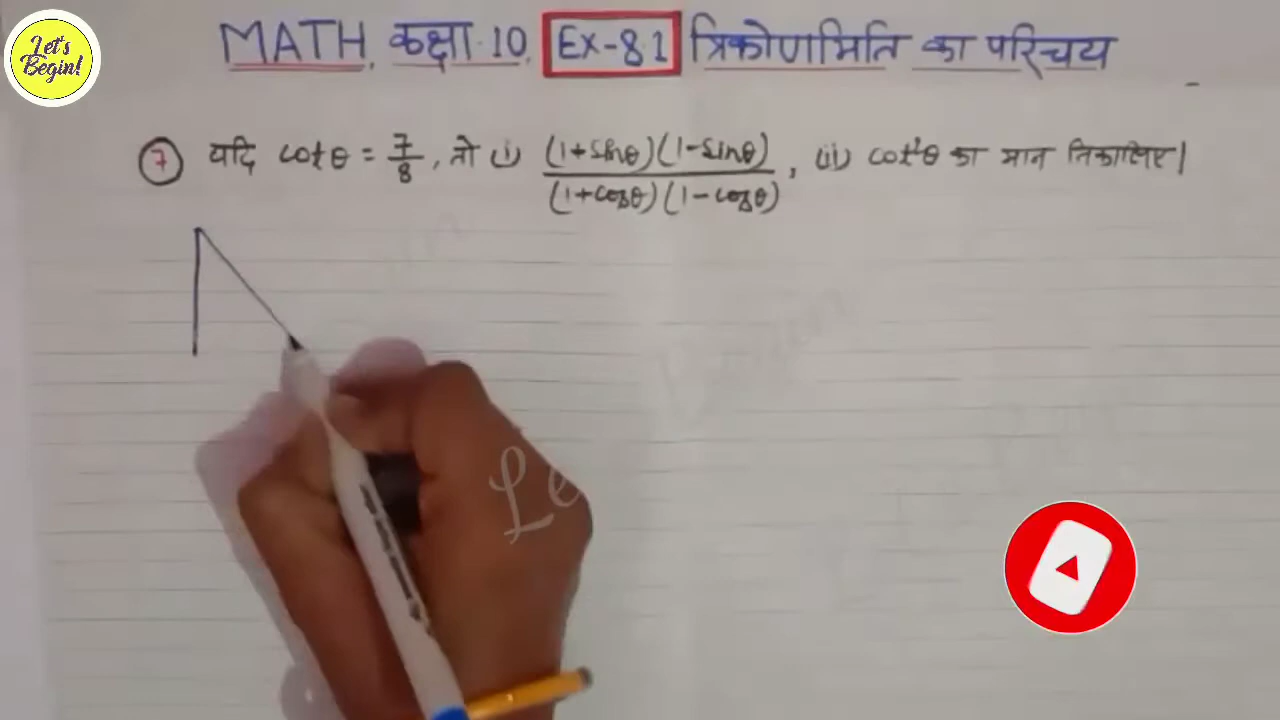 Let's Begin!
MATH, कक्षा-10, Ex-8.1 त्रिकोणमिति का परिचय
7 यदि cotθ = 7/8, तो (i) (1+sinθ)(1-sinθ)/(1+cosθ)(1-cosθ), (ii) cot²θ का मान निकालिए।
Le